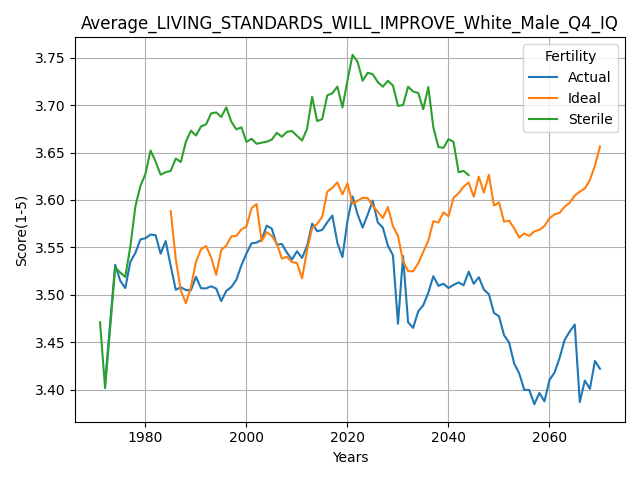 Average_LIVING_STANDARDS_WILL_IMPROVE_White_Male_Q4_IQ
Fertility
Actual
Ideal
Sterile
Score(1-5)
3.75
3.70
3.65
3.60
3.55
3.50
3.45
3.40
1980 2000 2020 2040 2060
Years